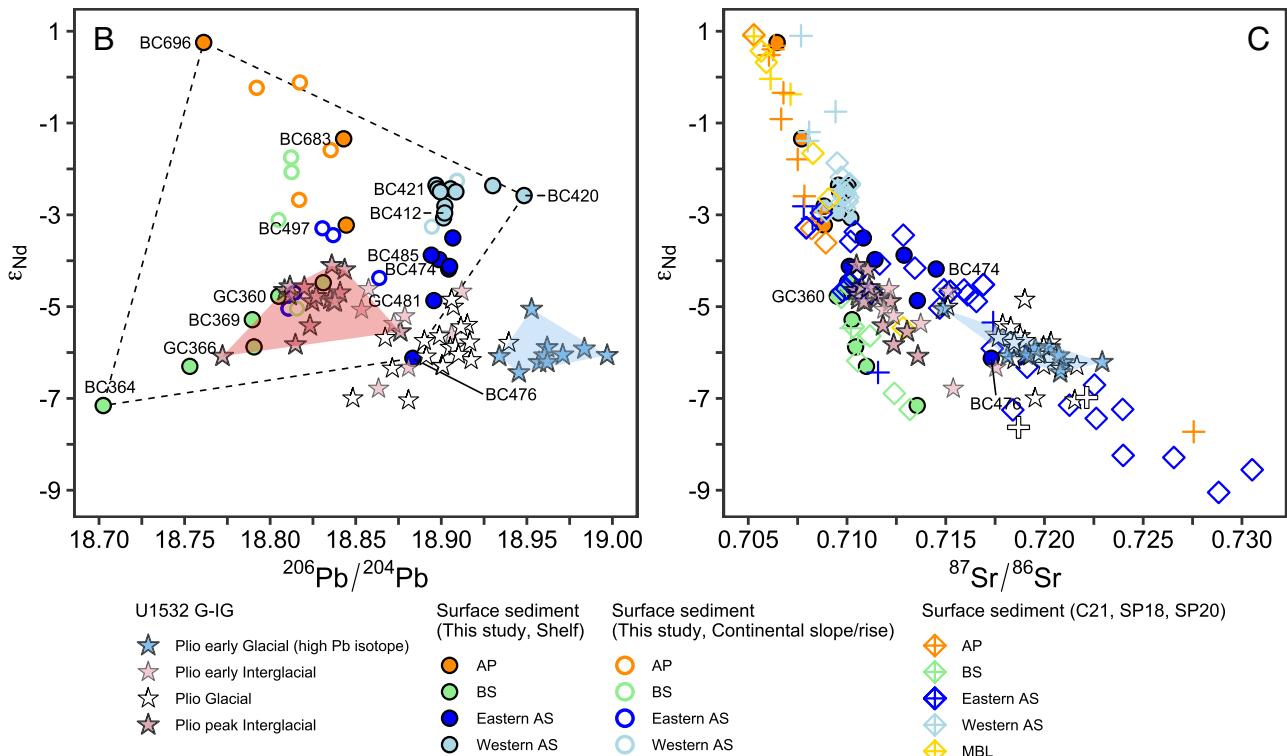 B
C
1
-1
-3
-5
-7
-9
εNd
BC696
BC683
BC421
BC420
BC412
BC497
BC485
BC474
GC360
GC481
BC369
GC366
BC364
BC476
18.70 18.75 18.80 18.85 18.90 18.95 19.00
206Pb/204Pb
1
-1
-3
-5
-7
-9
εNd
BC474
GC360
BC476
0.705 0.710 0.715 0.720 0.725 0.730
87Sr/86Sr
U1532 G-IG
Plio early Glacial (high Pb isotope)
Plio early Interglacial
Plio Glacial
Plio peak Interglacial
Surface sediment
(This study, Shelf)
AP
BS
Eastern AS
Western AS
Surface sediment
(This study, Continental slope/rise)
AP
BS
Eastern AS
Western AS
Surface sediment (C21, SP18, SP20)
AP
BS
Eastern AS
Western AS
MBL